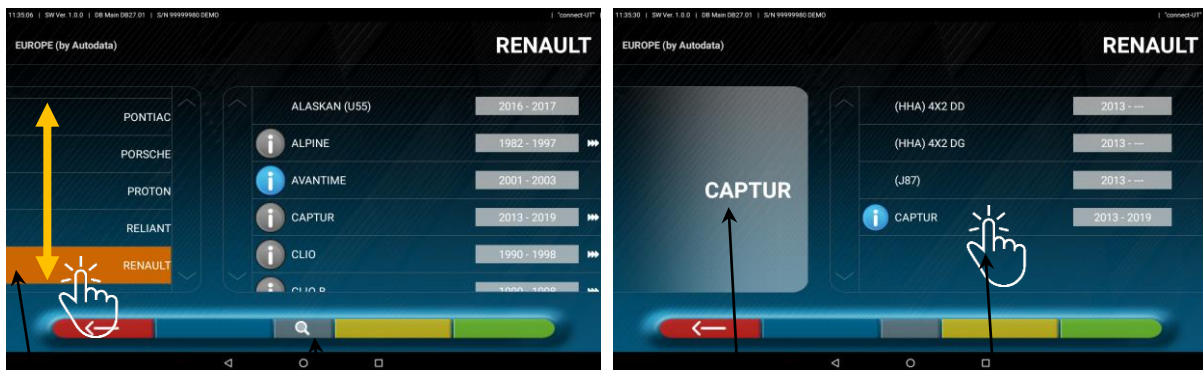 11:35:06 | SW Ver. 1.0.0 | DB Main DB27.01 | S/N 99999980 DEMO | "connect-UT" |
EUROPE (by Autodata) RENAULT
PONTIAC
PORSCHE
PROTON
RELIANT
RENAULT
ALASKAN (U55) 2016 - 2017
ALPINE 1982 - 1997
AVANTIME 2001 - 2003
CAPTUR 2013 - 2019
CLIO 1990 - 1998
CLIO B 1990 - 1998
11:35:30 | SW Ver. 1.0.0 | DB Main DB27.01 | S/N 99999980 DEMO | "connect-UT" |
EUROPE (by Autodata) RENAULT
CAPTUR
(HHA) 4X2 DD 2013 - ---
(HHA) 4X2 DG 2013 - ---
(J87) 2013 - ---
CAPTUR 2013 - 2019